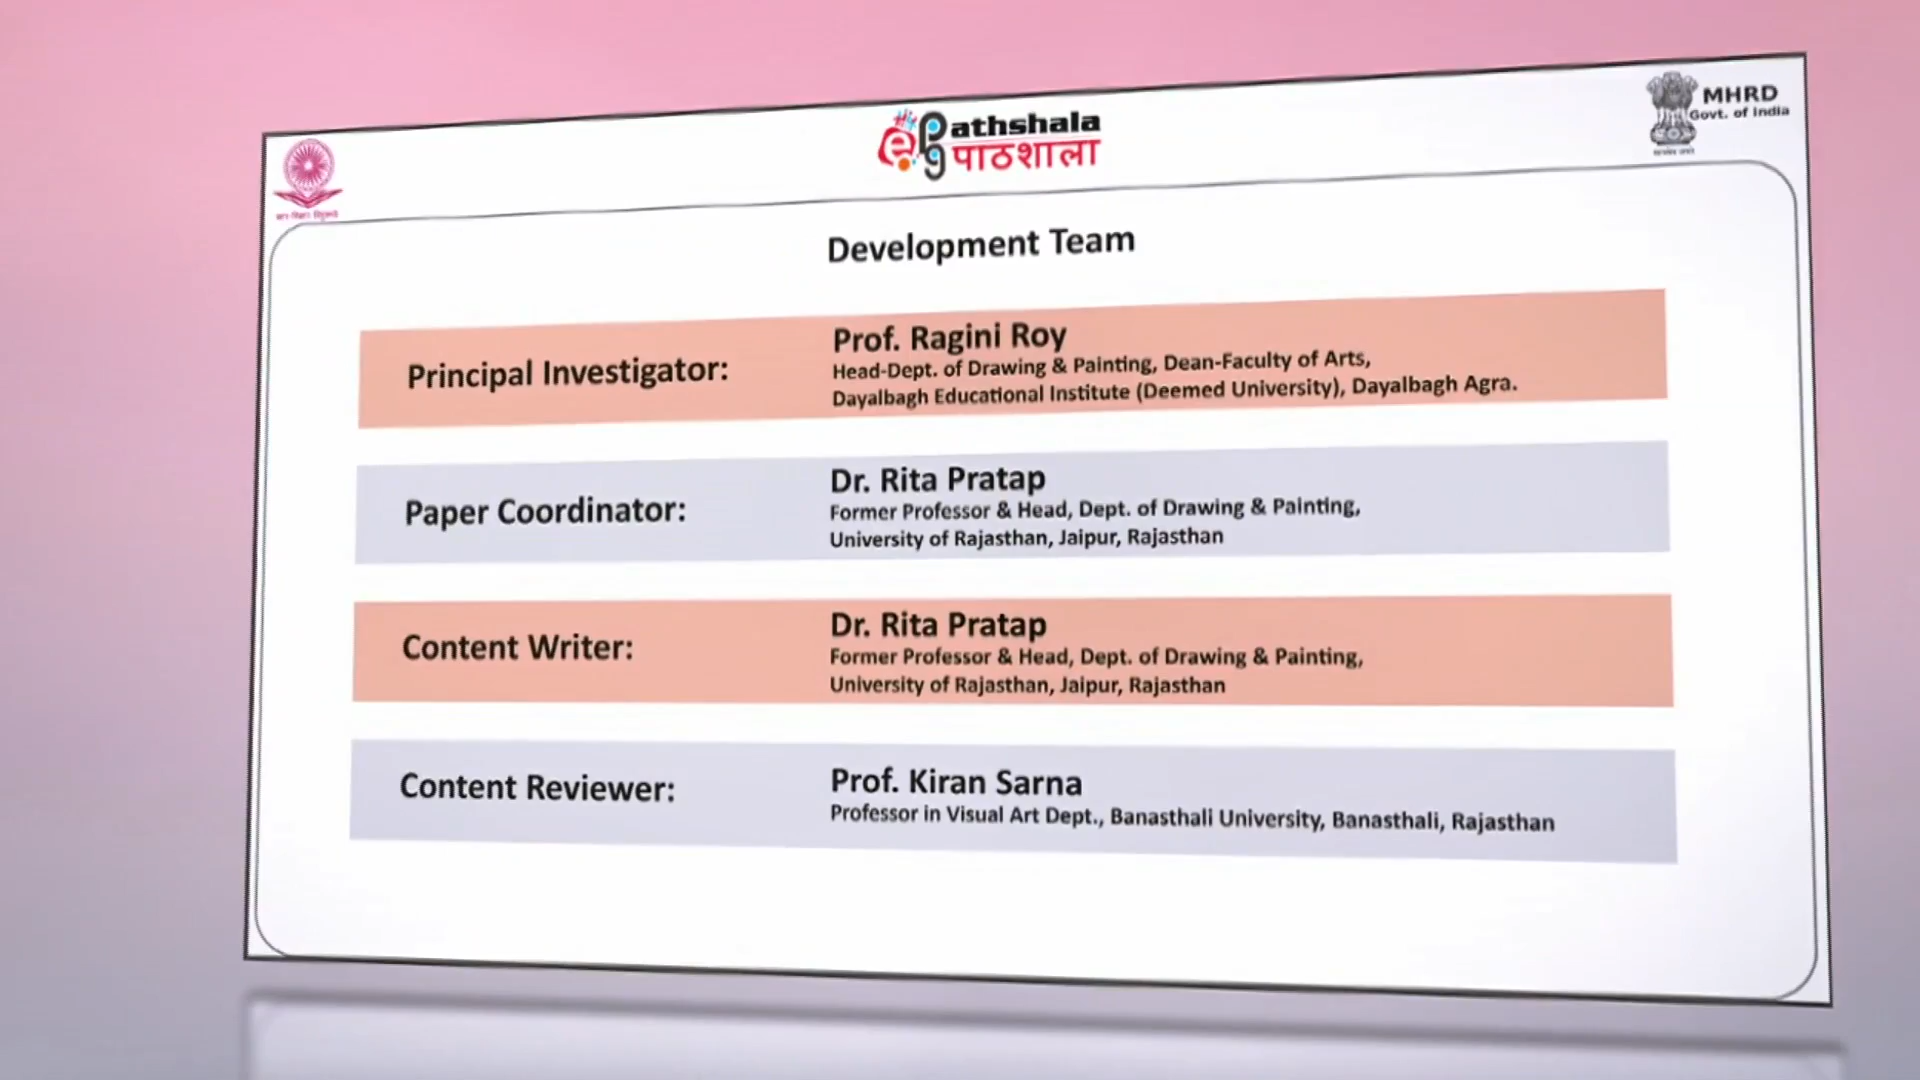 ePG athshala
पाठशाला
MHRD
Govt. of India
Development Team
Principal Investigator:
Prof. Ragini Roy
Head-Dept. of Drawing & Painting, Dean-Faculty of Arts,
Dayalbagh Educational Institute (Deemed University), Dayalbagh Agra.
Paper Coordinator:
Dr. Rita Pratap
Former Professor & Head, Dept. of Drawing & Painting,
University of Rajasthan, Jaipur, Rajasthan
Content Writer:
Dr. Rita Pratap
Former Professor & Head, Dept. of Drawing & Painting,
University of Rajasthan, Jaipur, Rajasthan
Content Reviewer:
Prof. Kiran Sarna
Professor in Visual Art Dept., Banasthali University, Banasthali, Rajasthan